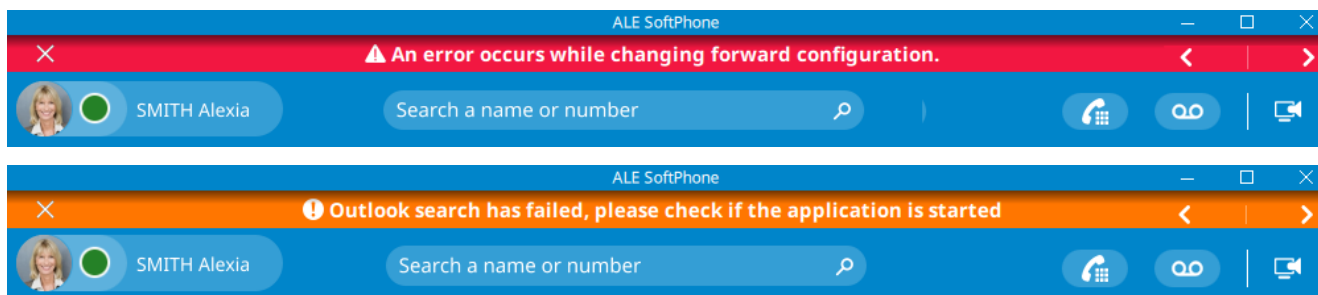 ALE SoftPhone
An error occurs while changing forward configuration.
SMITH Alexia
Search a name or number
ALE SoftPhone
Outlook search has failed, please check if the application is started
SMITH Alexia
Search a name or number